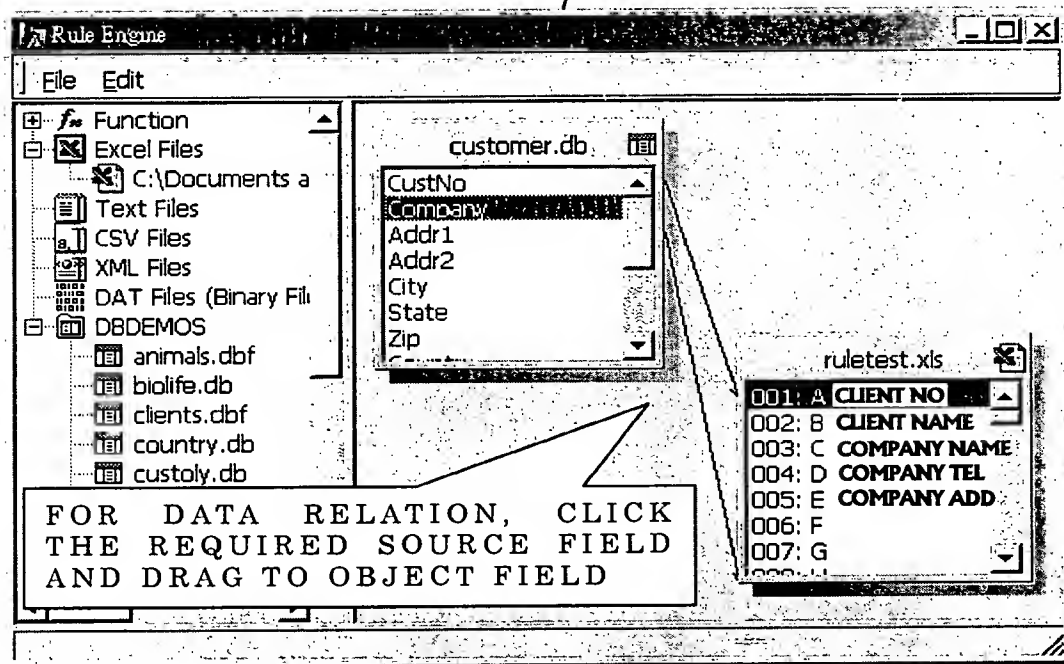 Rule Engine
File Edit
Function
Excel Files
C:\Documents a
Text Files
CSV Files
XML Files
DAT Files (Binary Fil
DBDEMOS
animals.dbf
biolife.db
clients.dbf
country.db
custoly.db
customer.db
CustNo
Company
Addr1
Addr2
City
State
Zip
ruletest.xls
001: A CLIENT NO
002: B CLIENT NAME
003: C COMPANY NAME
004: D COMPANY TEL
005: E COMPANY ADD
006: F
007: G
FOR DATA RELATION, CLICK
THE REQUIRED SOURCE FIELD
AND DRAG TO OBJECT FIELD